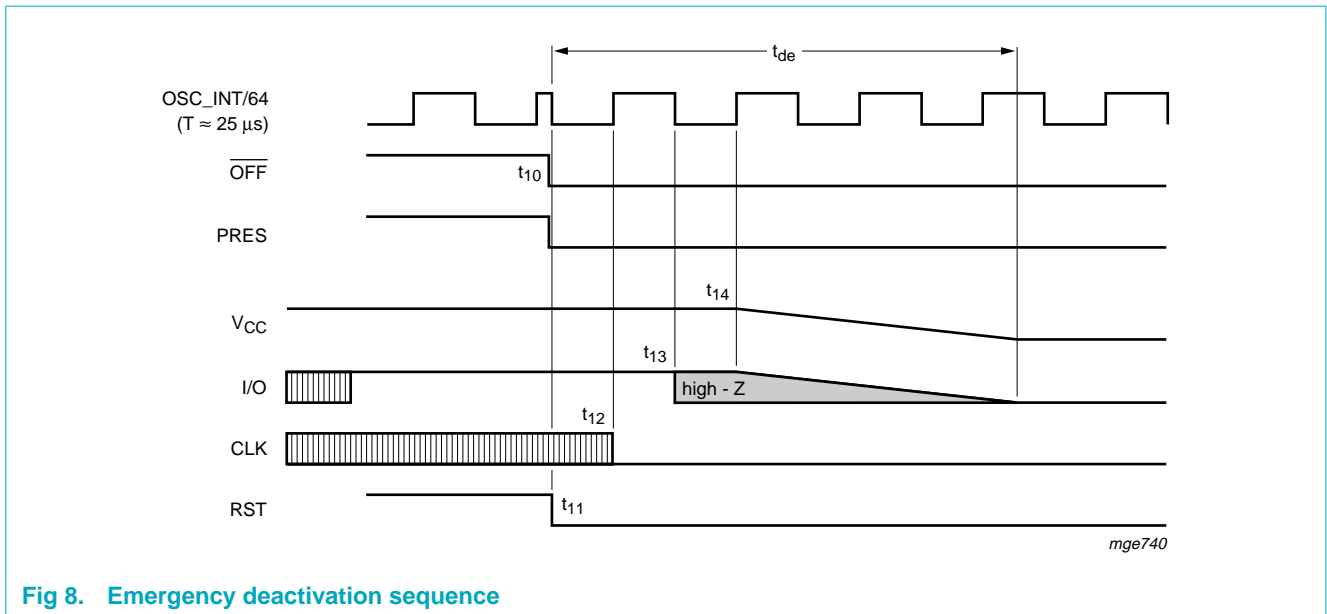 tde
OSC_INT/64
(T ≈ 25 μs)
OFF
t10
PRES
t14
VCC
t13
I/O
high - Z
t12
CLK
RST
t11
mge740
Fig 8. Emergency deactivation sequence